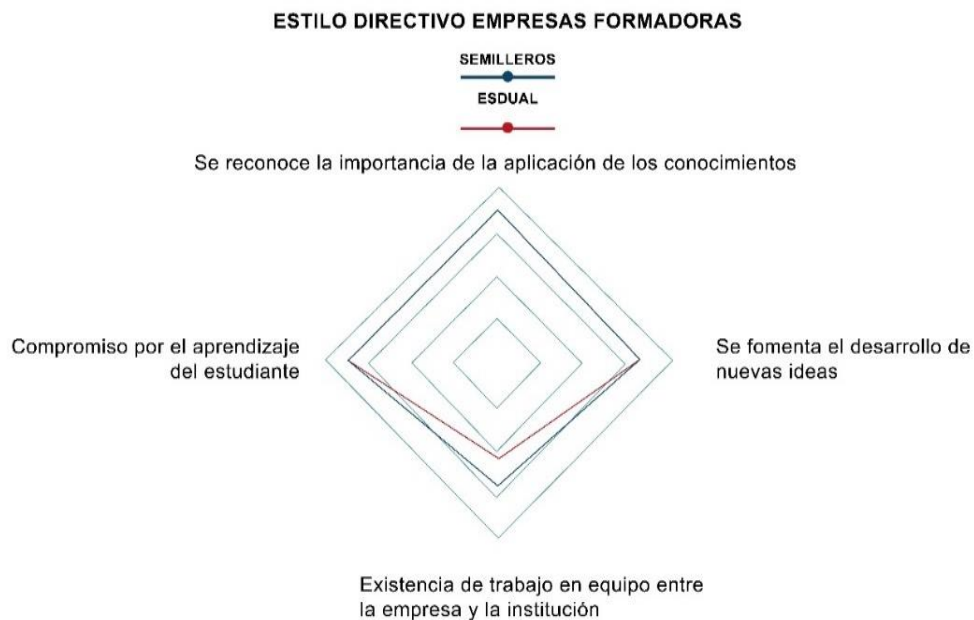 ESTILO DIRECTIVO EMPRESAS FORMADORAS
SEMILLEROS
ESDUAL
Se reconoce la importancia de la aplicación de los conocimientos
Compromiso por el aprendizaje
del estudiante
Se fomenta el desarrollo de
nuevas ideas
Existencia de trabajo en equipo entre
la empresa y la institución